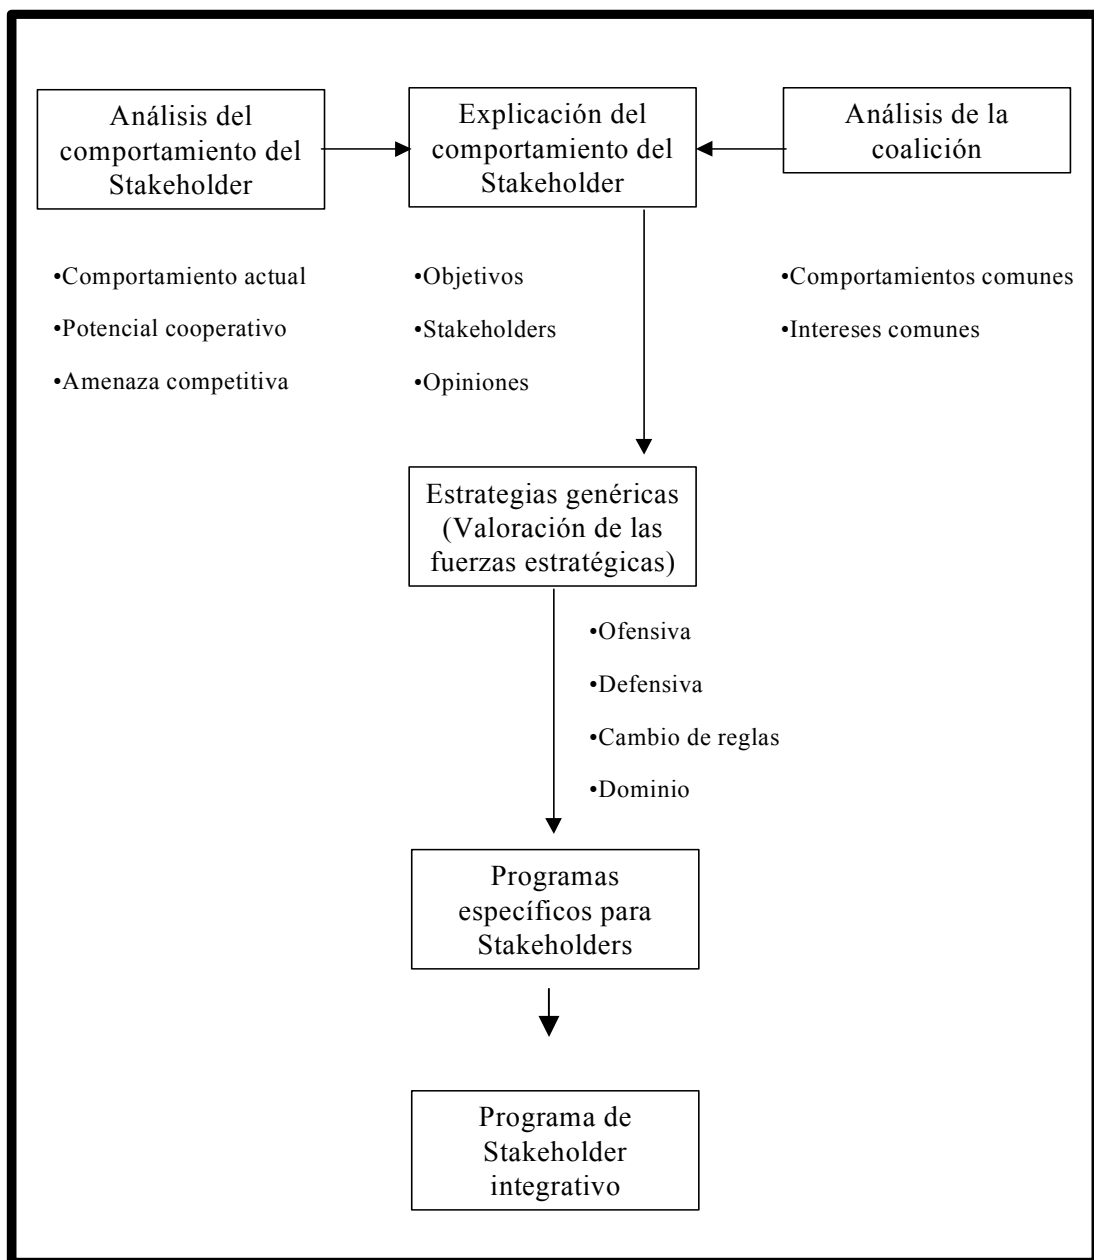 Análisis del
comportamiento del
Stakeholder
Explicación del
comportamiento del
Stakeholder
Análisis de la
coalición
•Comportamiento actual
•Potencial cooperativo
•Amenaza competitiva
•Objetivos
•Stakeholders
•Opiniones
•Comportamientos comunes
•Intereses comunes
Estrategias genéricas
(Valoración de las
fuerzas estratégicas)
•Ofensiva
•Defensiva
•Cambio de reglas
•Dominio
Programas
específicos para
Stakeholders
Programa de
Stakeholder
integrativo